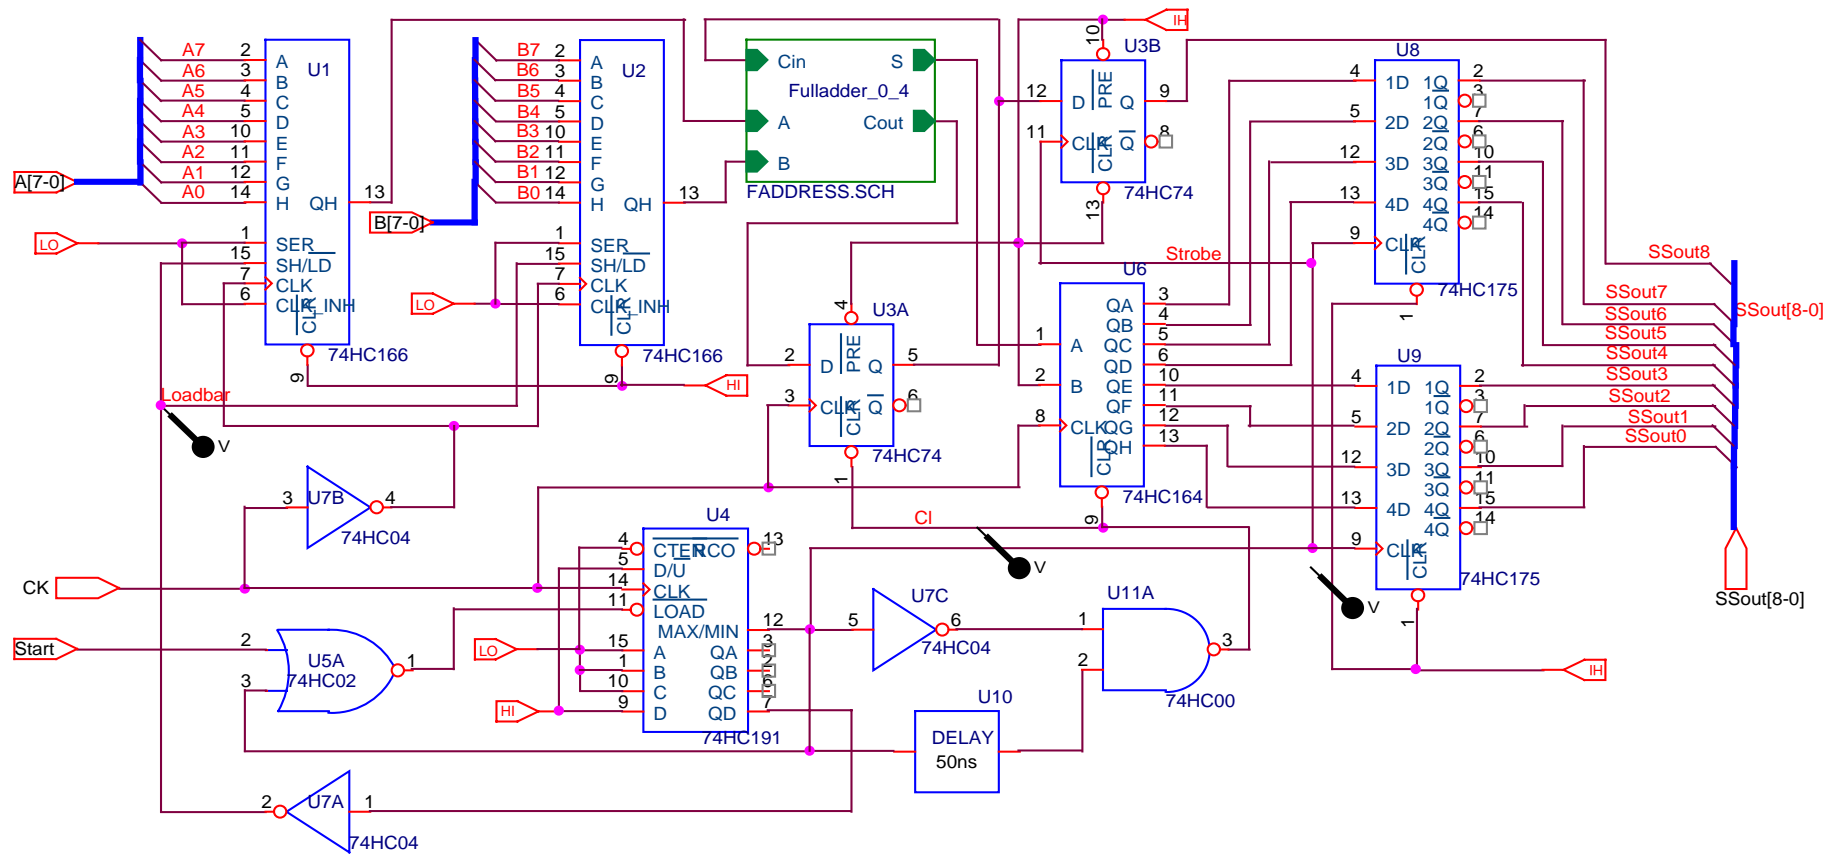 U1
A7 2 A
A6 3 B
A5 4 C
A4 5 D
A3 10 E
A2 11 F
A1 12 G
A0 14 H QH 13
A[7-0]
LO
1 SER
15 SH/LD
7 CLK
6 CLK_INH
CLR
9
74HC166
U2
B7 2 A
B6 3 B
B5 4 C
B4 5 D
B3 10 E
B2 11 F
B1 12 G
B0 14 H QH 13
B[7-0]
LO
1 SER
15 SH/LD
7 CLK
6 CLK_INH
CLR
9
74HC166
HI
Loadbar
V
Cin S
Fulladder_0_4
A Cout
B
FADDRESS.SCH
IH
U3B
10
12 D PRE Q 9
11 CLK CLR Q 8
13
74HC74
U3A
4
2 D PRE Q 5
3 CLK CLR Q 6
1
74HC74
Strobe
U6
QA 3
QB 4
1 A QC 5
QD 6
2 B QE 10
QF 11
8 CLK QG 12
CLR QH 13
9
74HC164
CI
V
U8
4 1D 1Q 2
1Q 3
5 2D 2Q 7
2Q 6
12 3D 3Q 10
3Q 11
13 4D 4Q 15
4Q 14
9 CLK
CLR
1
74HC175
U9
4 1D 1Q 2
1Q 3
5 2D 2Q 7
2Q 6
12 3D 3Q 10
3Q 11
13 4D 4Q 15
4Q 14
9 CLK
CLR
1
74HC175
V
IH
SSout8
SSout7
SSout[8-0]
SSout6
SSout5
SSout4
SSout3
SSout2
SSout1
SSout0
SSout[8-0]
3 U7B 4
74HC04
CK
Start
2
U5A 1
74HC02
3
U4
4 CTEN RCO 13
5 D/U
14 CLK
11 LOAD
MAX/MIN 12
LO
15 A QA 3
1 B QB 2
10 C QC 6
HI
9 D QD 7
74HC191
U7C
5 6
74HC04
U11A
1
3
2
74HC00
U10
DELAY
50ns
2 U7A 1
74HC04